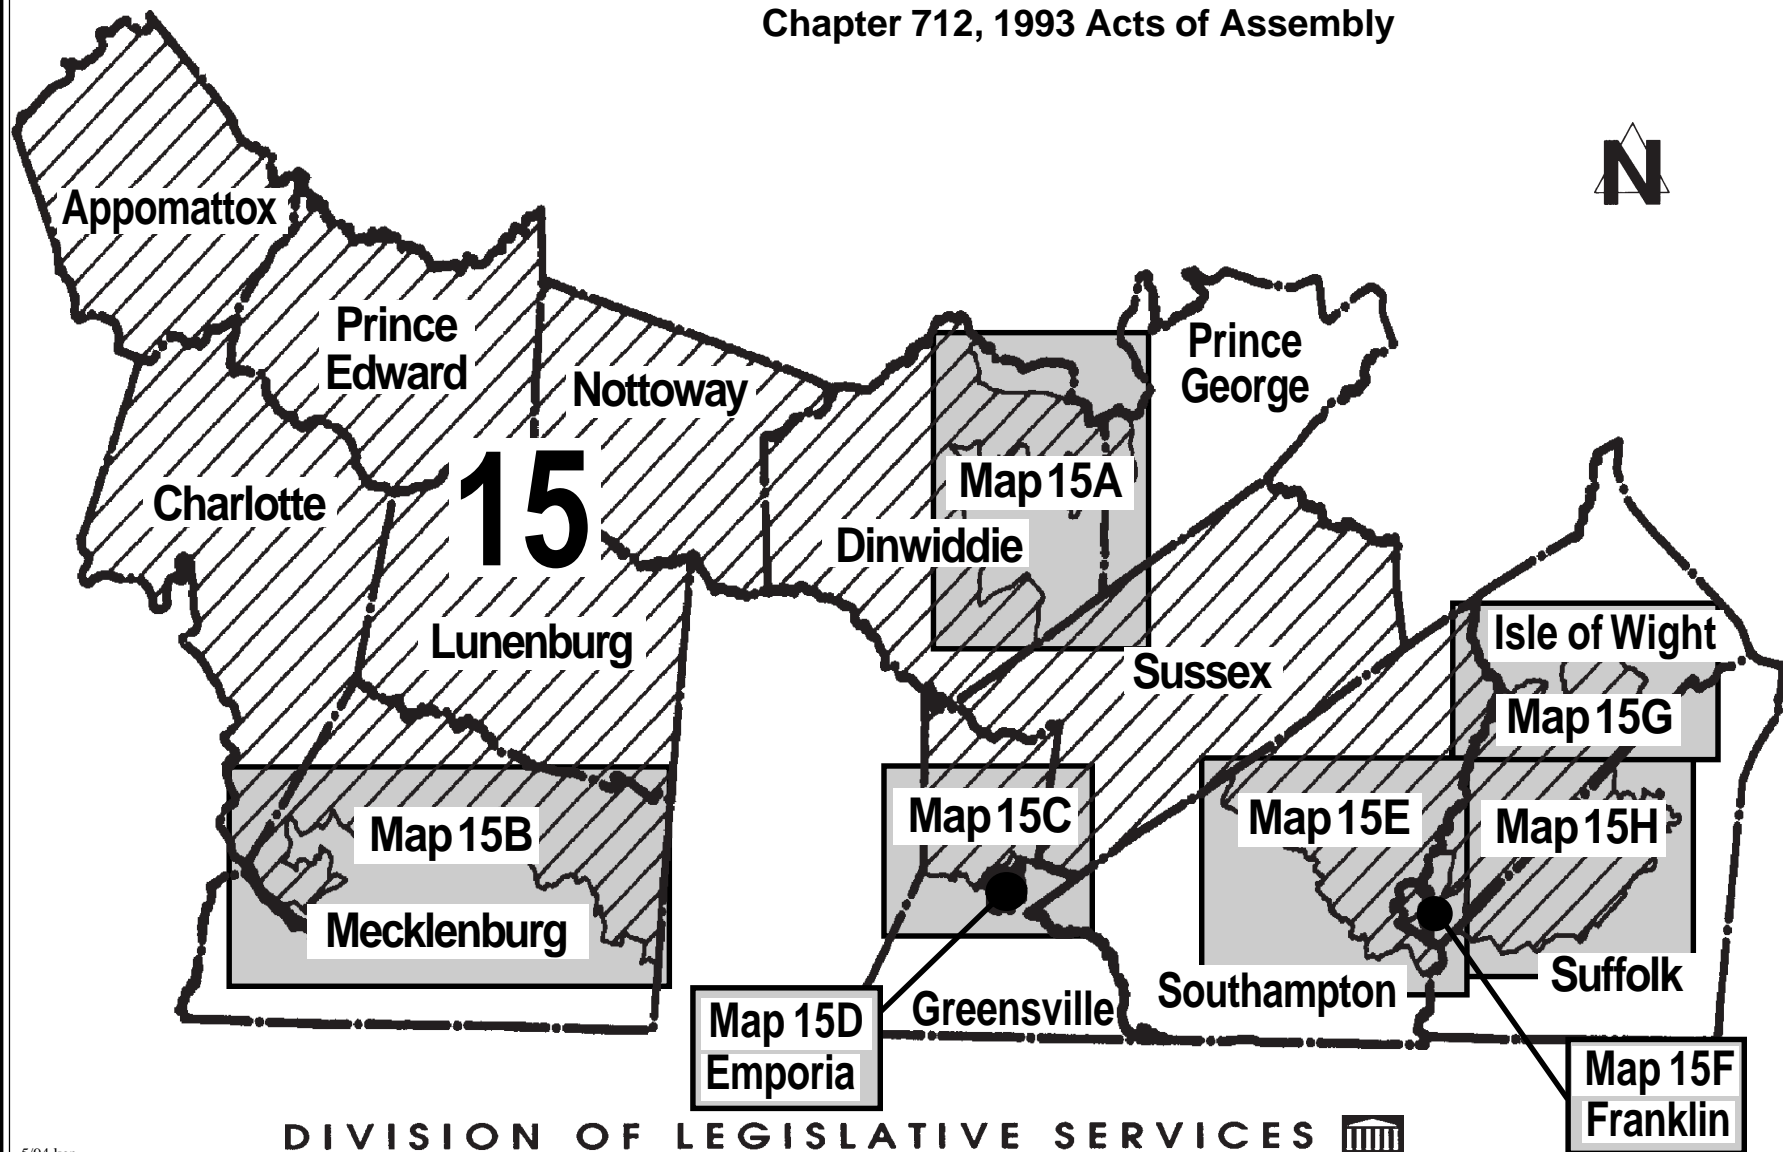 Chapter 712, 1993 Acts of Assembly
N
Appomattox
Prince
Edward
Nottoway
Prince
George
Charlotte
15
Map 15A
Dinwiddie
Lunenburg
Sussex
Isle of Wight
Map 15G
Map 15B
Map 15C
Map 15E
Map 15H
Mecklenburg
Suffolk
Southampton
Greensville
Map 15D
Emporia
Map 15F
Franklin
DIVISION OF LEGISLATIVE SERVICES